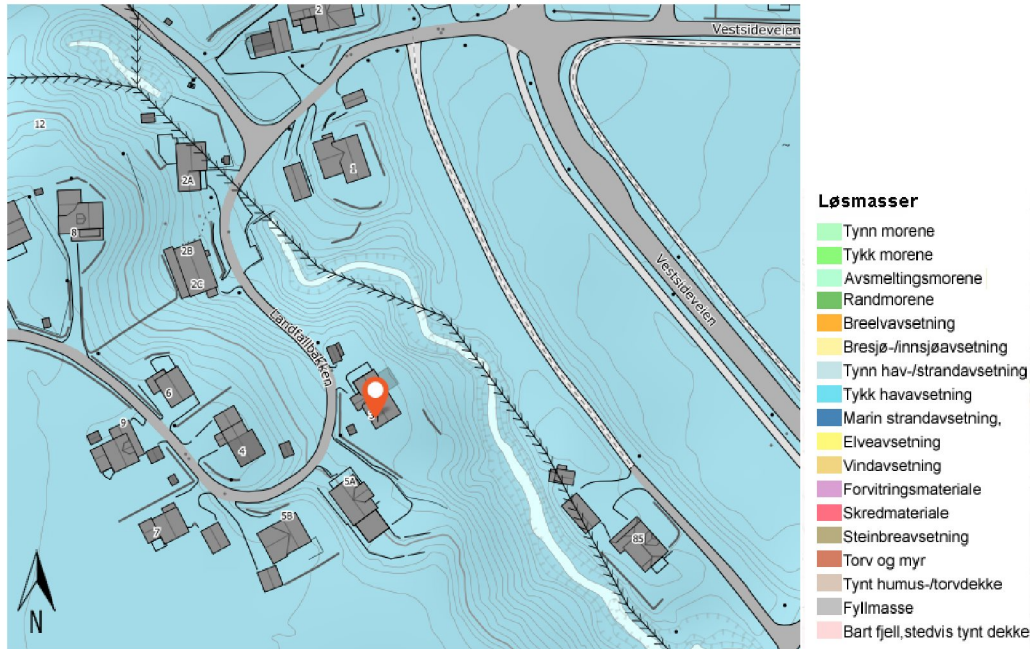 2
Vestsideveien
12
1
2A
8
2B
2C
Vestsideveien
Landfallbakken
6
9
4
5A
7
5B
85
N
Løsmasser
Tynn morene
Tykk morene
Avsmeltingsmorene
Randmorene
Breelvavsetning
Bresjø-/innsjøavsetning
Tynn hav-/strandavsetning
Tykk havavsetning
Marin strandavsetning,
Elveavsetning
Vindavsetning
Forvitringsmateriale
Skredmateriale
Steinbreavsetning
Torv og myr
Tynt humus-/torvdekke
Fyllmasse
Bart fjell,stedvis tynt dekke